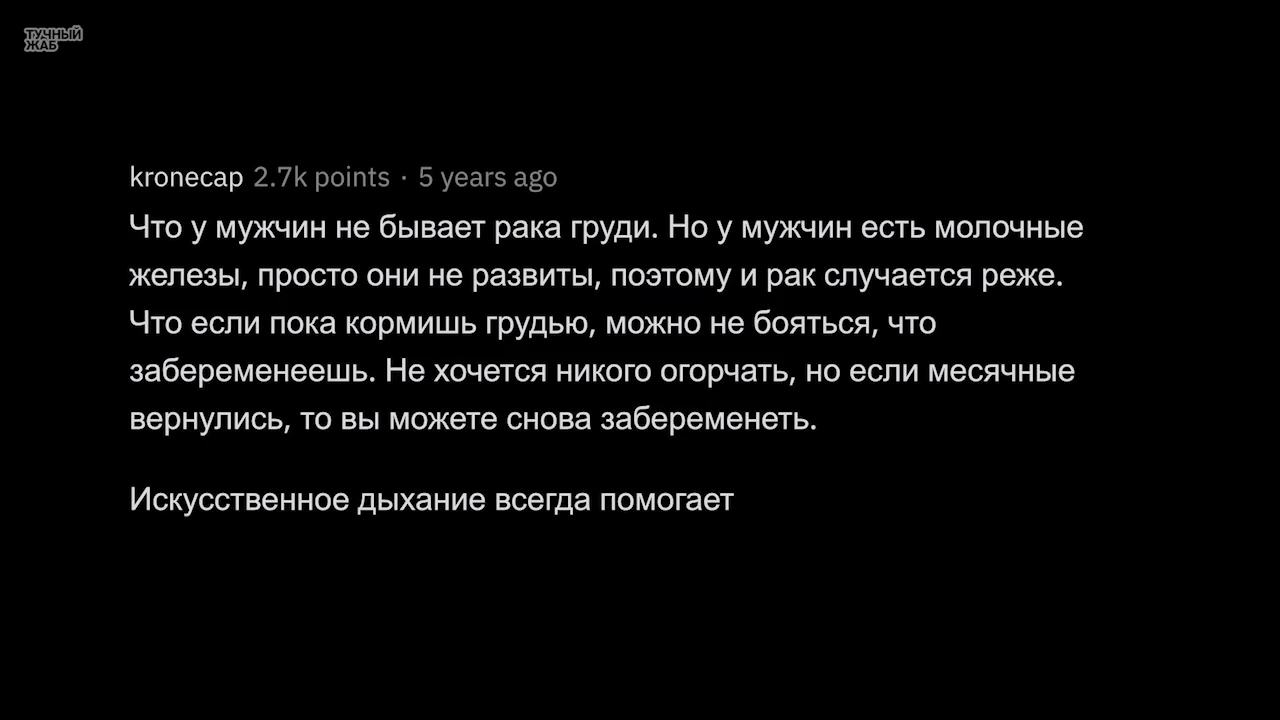 ТУЧНЫЙ
ЖАБ
kronecap 2.7k points · 5 years ago
Что у мужчин не бывает рака груди. Но у мужчин есть молочные
железы, просто они не развиты, поэтому и рак случается реже.
Что если пока кормишь грудью, можно не бояться, что
забеременеешь. Не хочется никого огорчать, но если месячные
вернулись, то вы можете снова забеременеть.
Искусственное дыхание всегда помогает